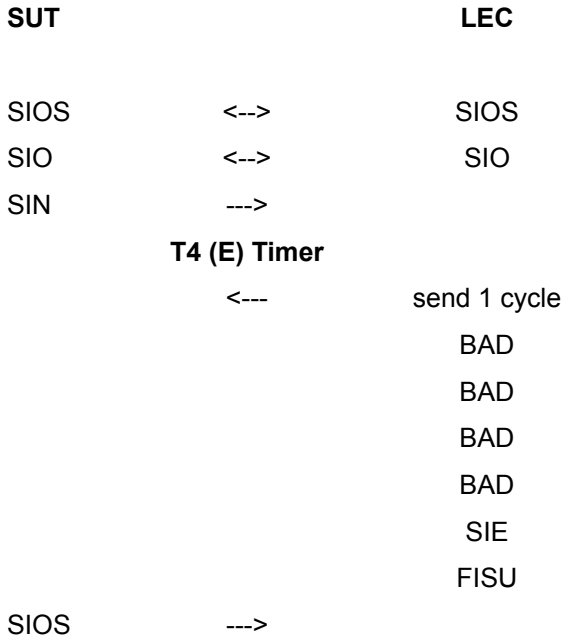 SUT LEC
SIOS <--> SIOS
SIO <--> SIO
SIN --->
T4 (E) Timer
<--- send 1 cycle
BAD
BAD
BAD
BAD
SIE
FISU
SIOS --->